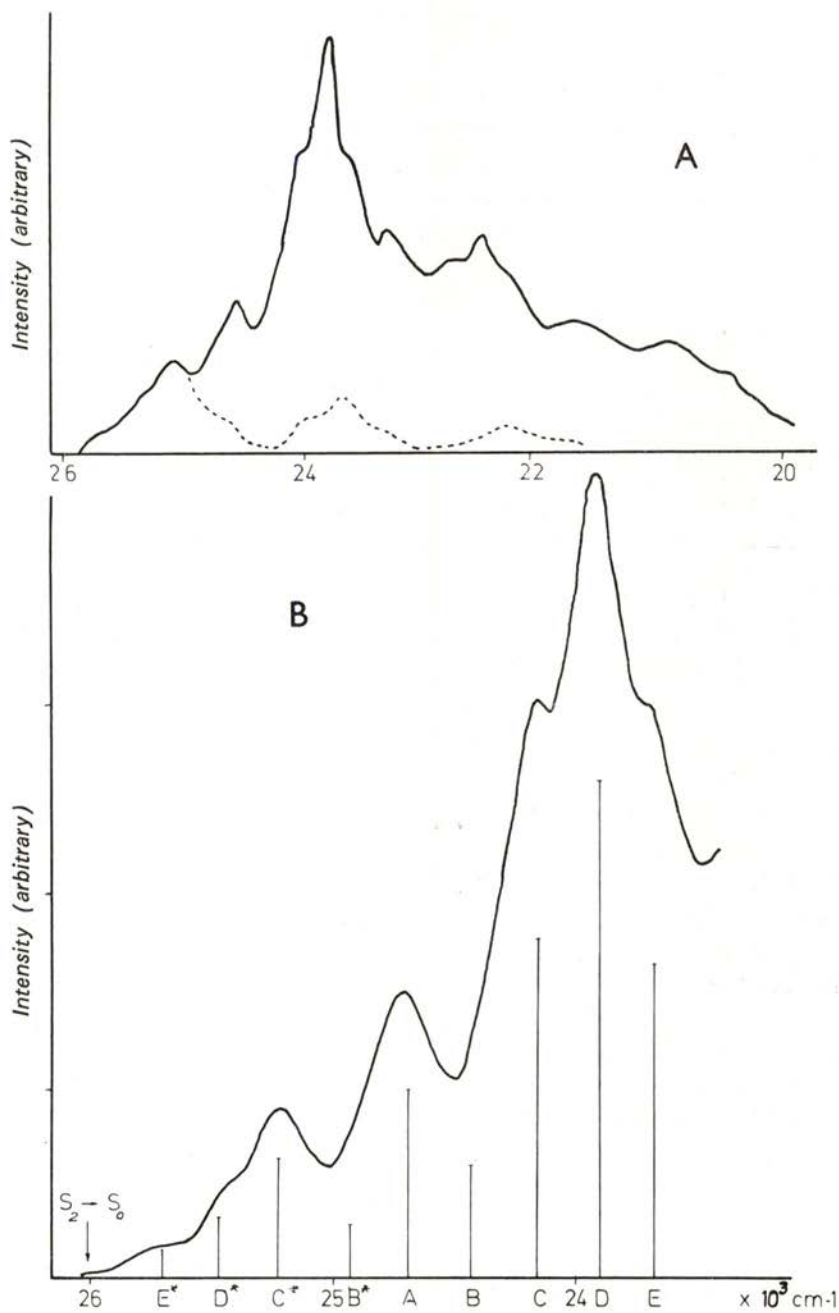 Intensity (arbitrary)
A
26 24 22 20
B
Intensity (arbitrary)
S₂ → S₀
26 E* D* C* 25 B* A B C 24 D E × 10³ cm-1